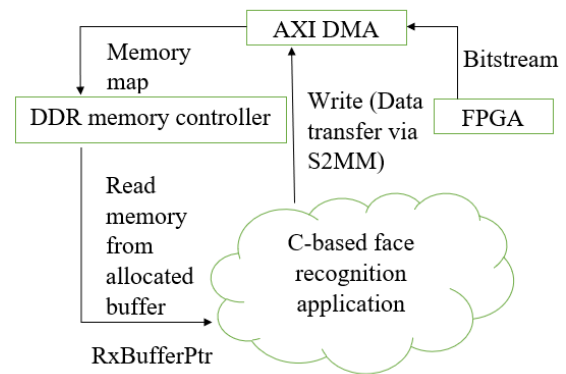 AXI DMA
Memory
map
Bitstream
DDR memory controller
Write (Data
transfer via
S2MM)
FPGA
Read
memory
from
allocated
buffer
C-based face
recognition
application
RxBufferPtr